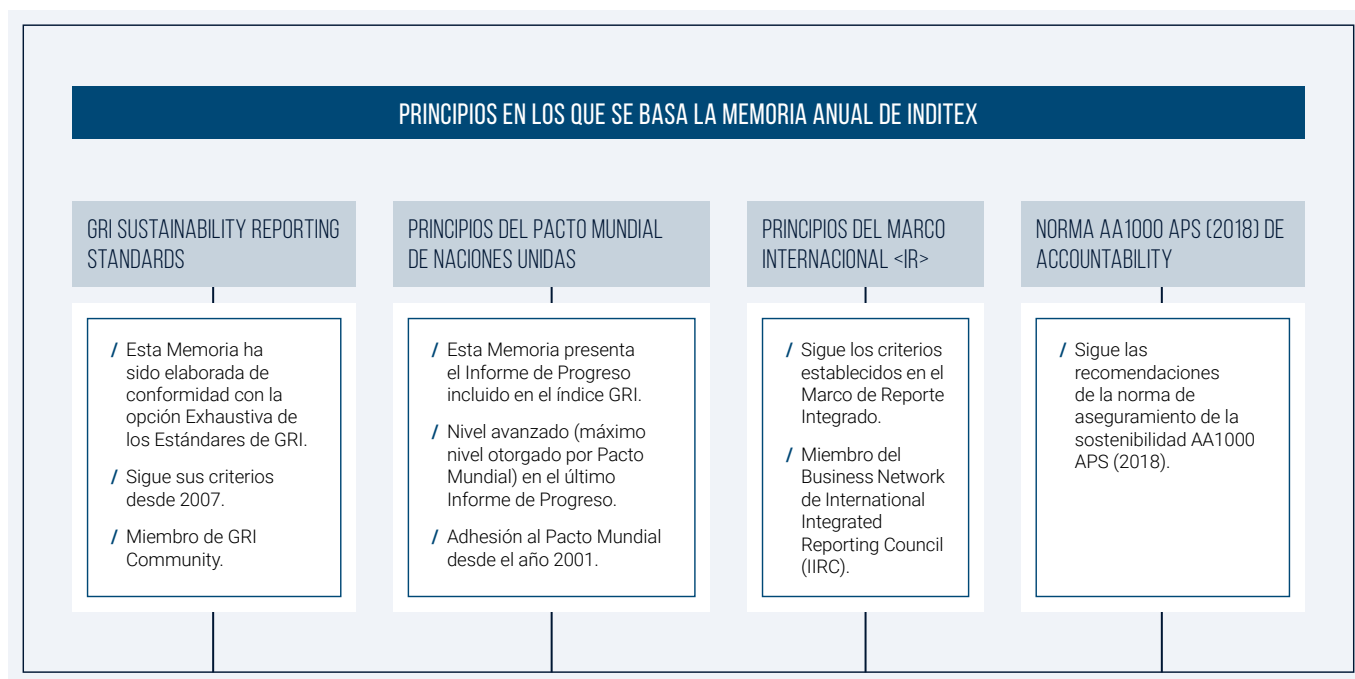 PRINCIPIOS EN LOS QUE SE BASA LA MEMORIA ANUAL DE INDITEX
GRI SUSTAINABILITY REPORTING
STANDARDS
/ Esta Memoria ha
sido elaborada de
conformidad con la
opción Exhaustiva de
los Estándares de GRI.
/ Sigue sus criterios
desde 2007.
/ Miembro de GRI
Community.
PRINCIPIOS DEL PACTO MUNDIAL
DE NACIONES UNIDAS
/ Esta Memoria presenta
el Informe de Progreso
incluido en el índice GRI.
/ Nivel avanzado (máximo
nivel otorgado por Pacto
Mundial) en el último
Informe de Progreso.
/ Adhesión al Pacto Mundial
desde el año 2001.
PRINCIPIOS DEL MARCO
INTERNACIONAL <IR>
/ Sigue los criterios
establecidos en el
Marco de Reporte
Integrado.
/ Miembro del
Business Network
de International
Integrated
Reporting Council
(IIRC).
NORMA AA1000 APS (2018) DE
ACCOUNTABILITY
/ Sigue las
recomendaciones
de la norma de
aseguramiento de la
sostenibilidad AA1000
APS (2018).